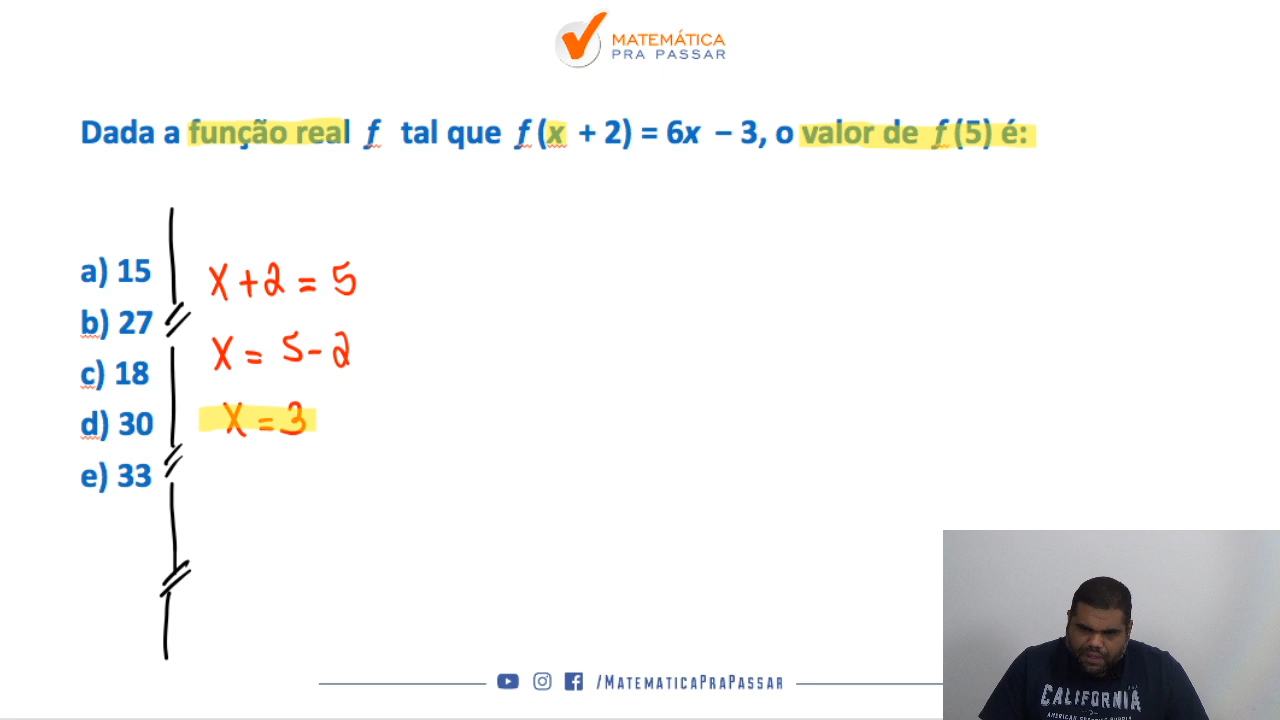 MATEMÁTICA
PRA PASSAR
Dada a função real f tal que f (x + 2) = 6x − 3, o valor de f (5) é:
a) 15
b) 27
c) 18
d) 30
e) 33
x + 2 = 5
x = 5 - 2
x = 3
/MATEMATICAPRAPASSAR
CALIFORNIA